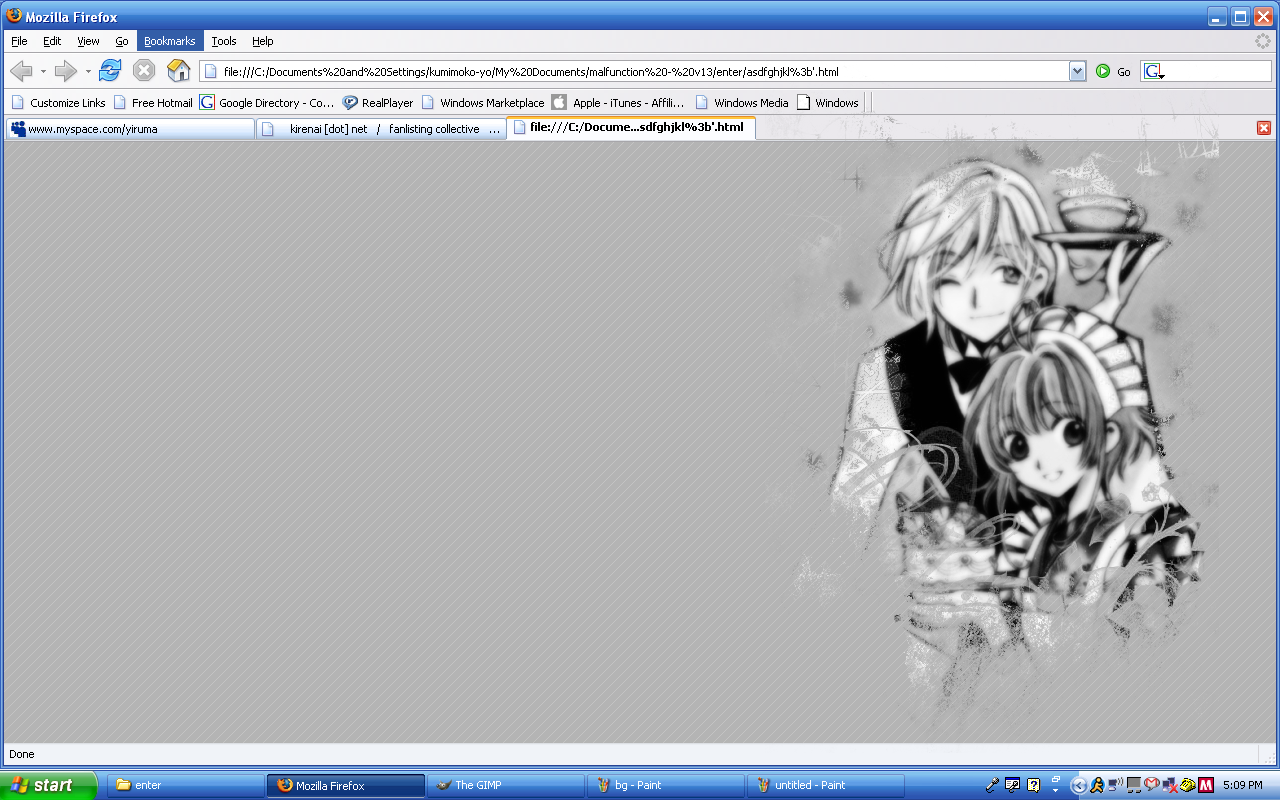 Mozilla Firefox
File Edit View Go Bookmarks Tools Help
file:///C:/Documents%20and%20Settings/kumimoko-yo/My%20Documents/malfunction%20-%20v13/enter/asdfghjkl%3b'.html Go G
Customize Links Free Hotmail G Google Directory - Co... RealPlayer Windows Marketplace Apple - iTunes - Affili... Windows Media Windows
www.myspace.com/yiruma kirenai [dot] net / fanlisting collective ... file:///C:/Docume...sdfghjkl%3b'.html
Done
start enter Mozilla Firefox The GIMP bg - Paint untitled - Paint 5:09 PM